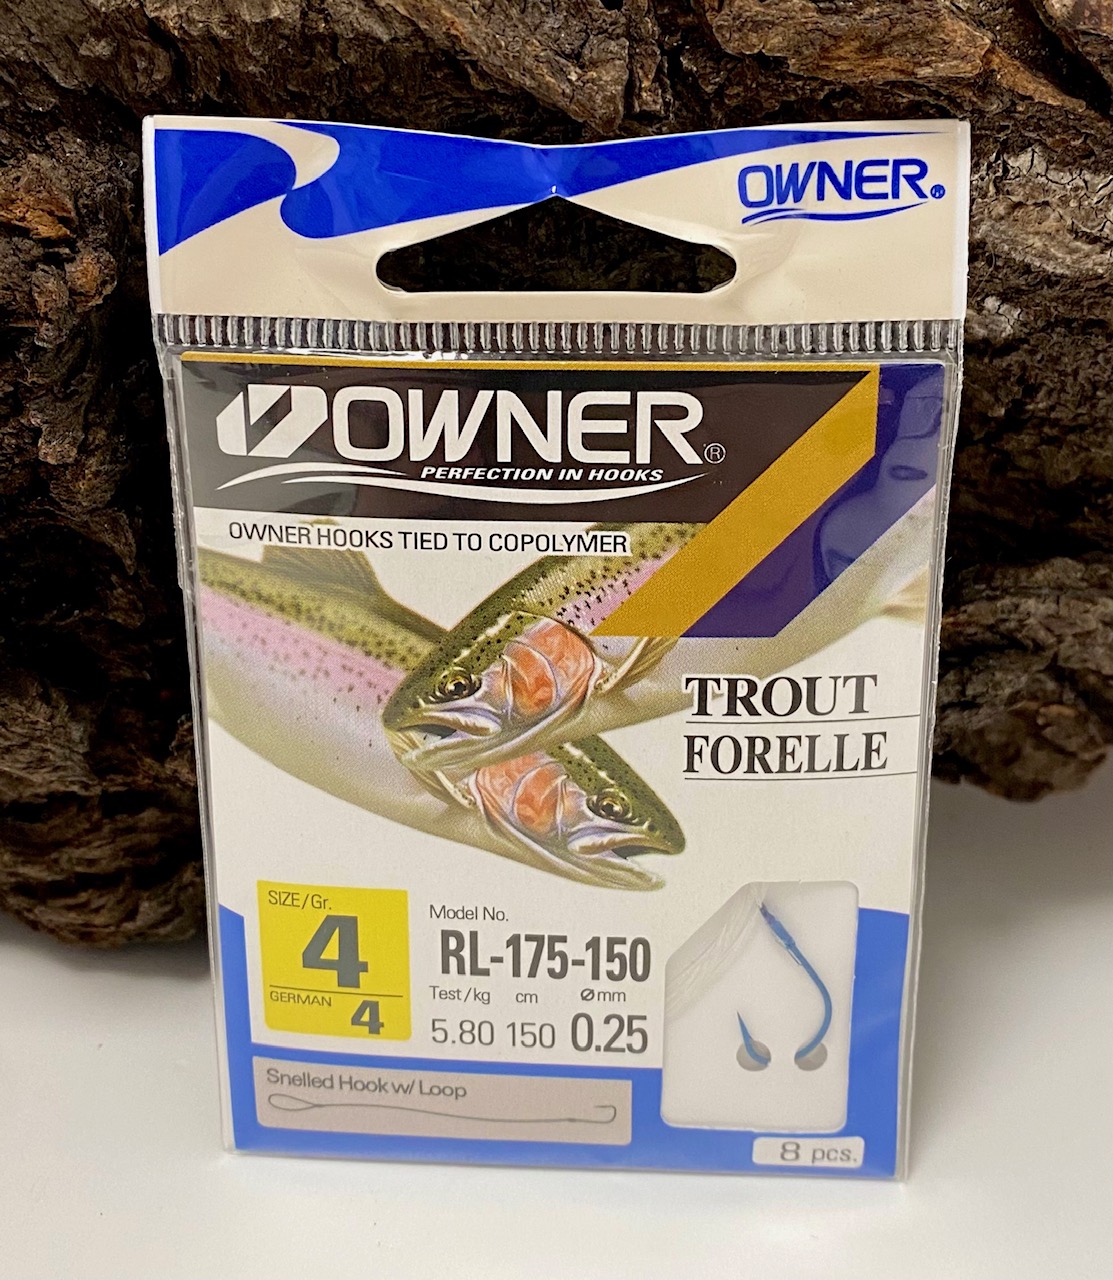 OWNER®
OWNER®
PERFECTION IN HOOKS
OWNER HOOKS TIED TO COPOLYMER
TROUT
FORELLE
SIZE/Gr.
4
GERMAN
4
Model No.
RL-175-150
Test/kg cm Ømm
5.80 150 0.25
Snelled Hook w/ Loop
8 pcs.